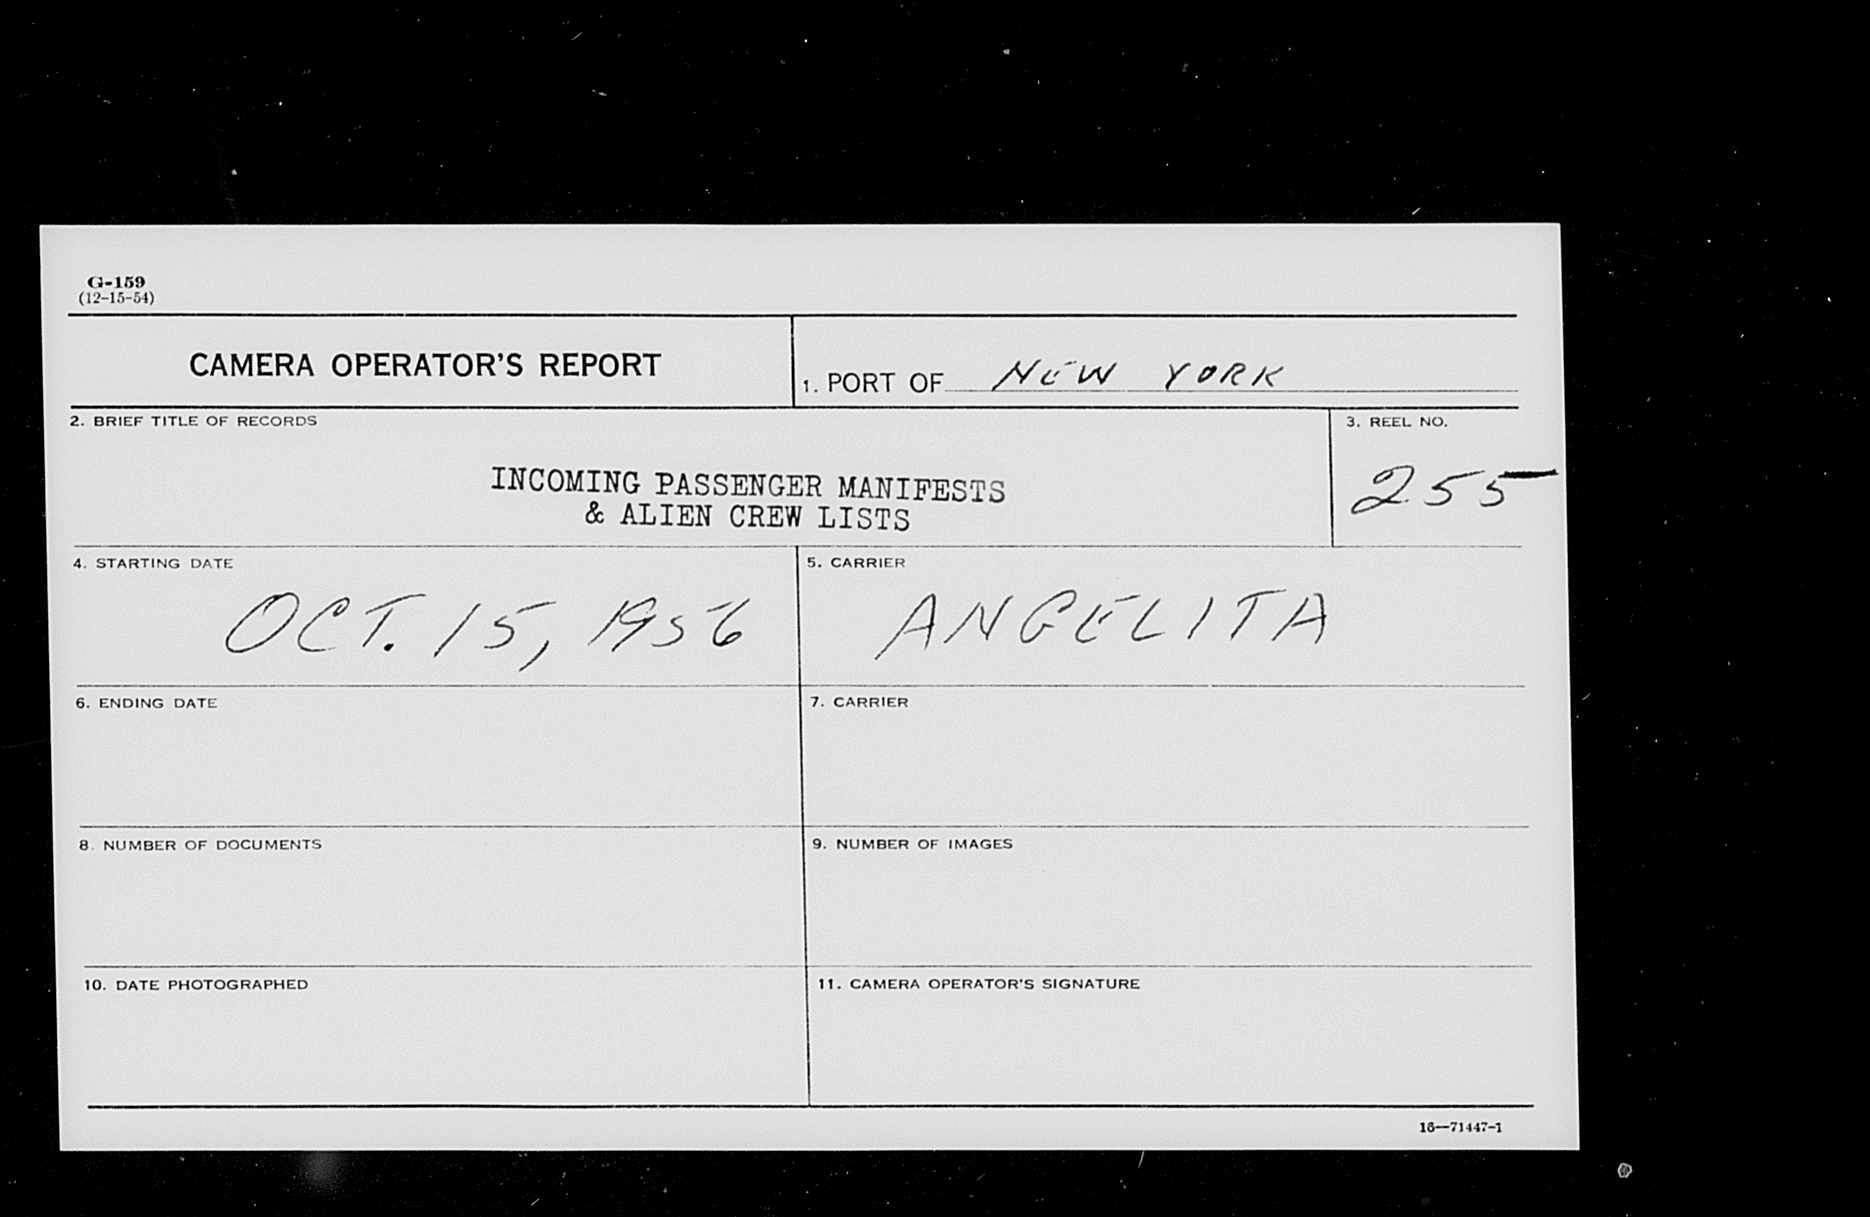 G-159
(12-15-54)
CAMERA OPERATOR'S REPORT
1. PORT OF NEW YORK
2. BRIEF TITLE OF RECORDS
INCOMING PASSENGER MANIFESTS
& ALIEN CREW LISTS
3. REEL NO.
255
4. STARTING DATE
OCT. 15, 1956
5. CARRIER
ANGELITA
6. ENDING DATE
7. CARRIER
8. NUMBER OF DOCUMENTS
9. NUMBER OF IMAGES
10. DATE PHOTOGRAPHED
11. CAMERA OPERATOR'S SIGNATURE
16—71447-1